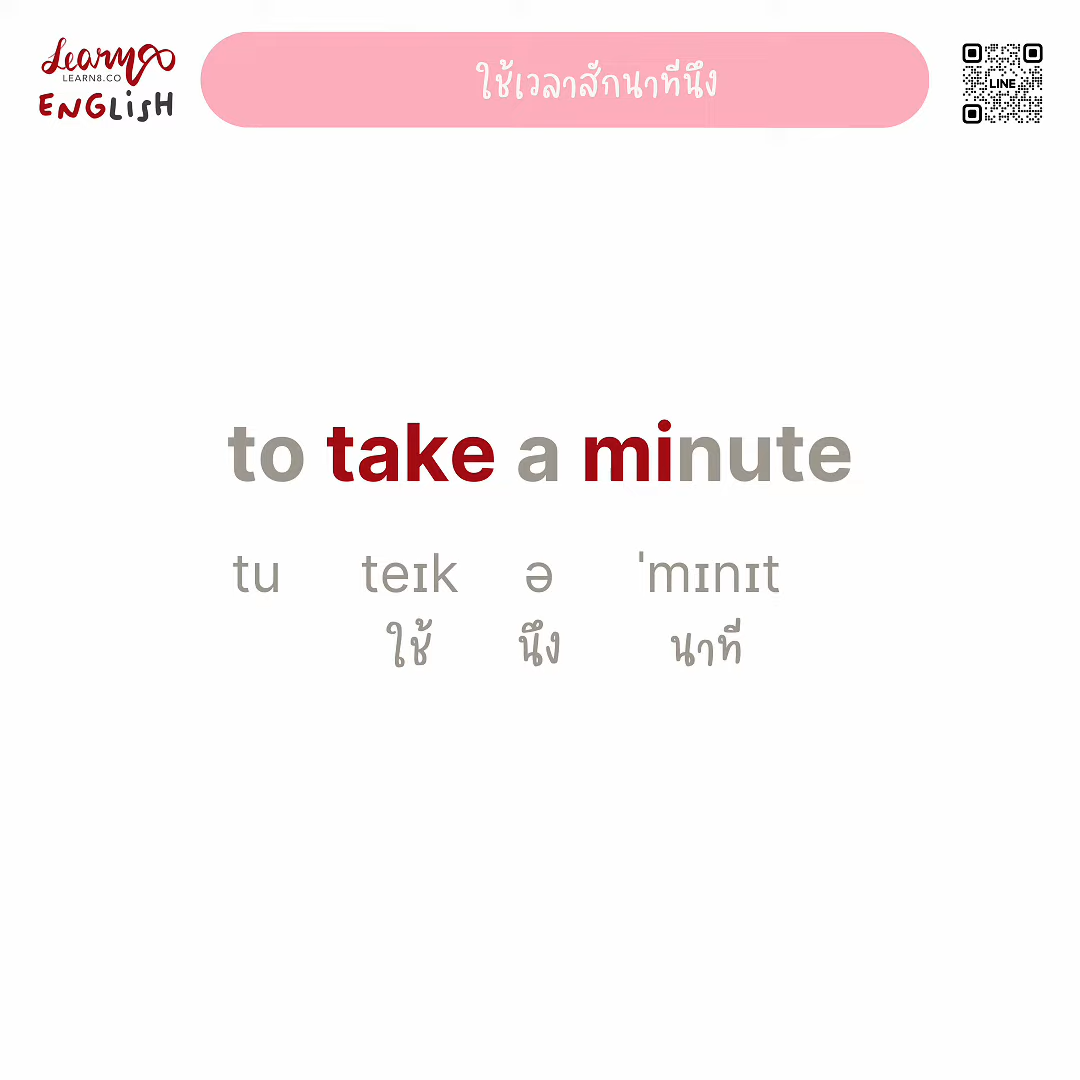 Learn8
LEARN8.CO
ENGLiSH
ใช้เวลาสักนาทีนึง
LINE
to take a minute
tu teɪk ə ˈmɪnɪt
ใช้ นึง นาที